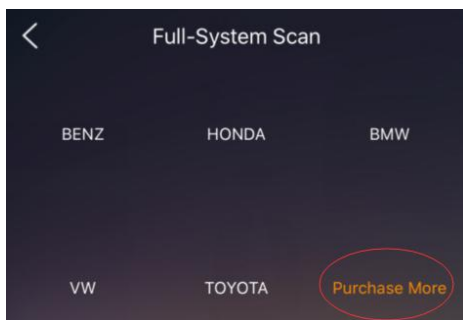 Full-System Scan
BENZ HONDA BMW
VW TOYOTA Purchase More